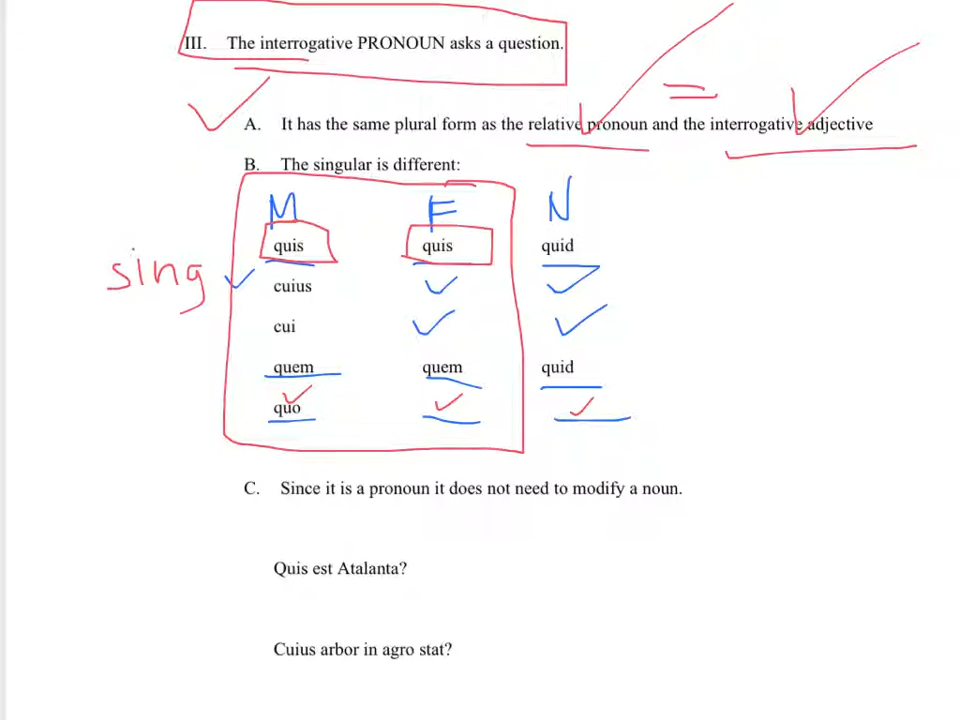 III. The interrogative PRONOUN asks a question.
A. It has the same plural form as the relative pronoun and the interrogative adjective
B. The singular is different:
M F N
quis quis quid
sing
cuius
cui
quem quem quid
quo
C. Since it is a pronoun it does not need to modify a noun.
Quis est Atalanta?
Cuius arbor in agro stat?